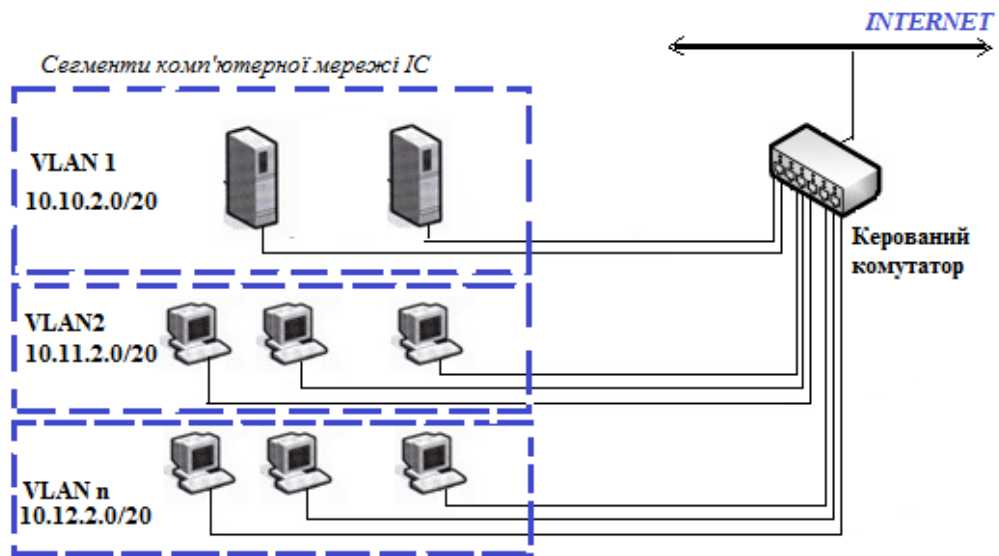 INTERNET
Сегменти комп'ютерної мережі ІС
VLAN 1
10.10.2.0/20
Керований
комутатор
VLAN2
10.11.2.0/20
VLAN n
10.12.2.0/20